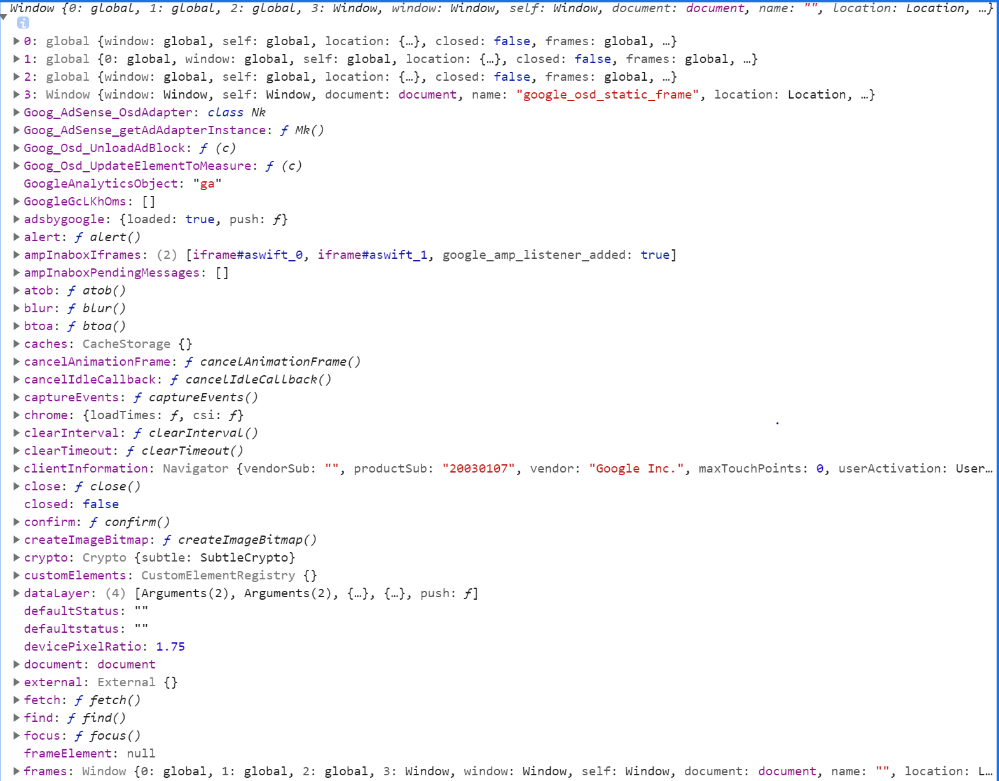 Window {0: global, 1: global, 2: global, 3: Window, window: Window, self: Window, document: document, name: "", location: Location, …}
i
0: global {window: global, self: global, location: {…}, closed: false, frames: global, …}
1: global {0: global, window: global, self: global, location: {…}, closed: false, frames: global, …}
2: global {window: global, self: global, location: {…}, closed: false, frames: global, …}
3: Window {window: Window, self: Window, document: document, name: "google_osd_static_frame", location: Location, …}
Goog_AdSense_OsdAdapter: class Nk
Goog_AdSense_getAdAdapterInstance: ƒ Mk()
Goog_Osd_UnloadAdBlock: ƒ (c)
Goog_Osd_UpdateElementToMeasure: ƒ (c)
GoogleAnalyticsObject: "ga"
GoogleGcLKhOms: []
adsbygoogle: {loaded: true, push: ƒ}
alert: ƒ alert()
ampInaboxIframes: (2) [iframe#aswift_0, iframe#aswift_1, google_amp_listener_added: true]
ampInaboxPendingMessages: []
atob: ƒ atob()
blur: ƒ blur()
btoa: ƒ btoa()
caches: CacheStorage {}
cancelAnimationFrame: ƒ cancelAnimationFrame()
cancelIdleCallback: ƒ cancelIdleCallback()
captureEvents: ƒ captureEvents()
chrome: {loadTimes: ƒ, csi: ƒ}
clearInterval: ƒ clearInterval()
clearTimeout: ƒ clearTimeout()
clientInformation: Navigator {vendorSub: "", productSub: "20030107", vendor: "Google Inc.", maxTouchPoints: 0, userActivation: User…
close: ƒ close()
closed: false
confirm: ƒ confirm()
createImageBitmap: ƒ createImageBitmap()
crypto: Crypto {subtle: SubtleCrypto}
customElements: CustomElementRegistry {}
dataLayer: (4) [Arguments(2), Arguments(2), {…}, {…}, push: ƒ]
defaultStatus: ""
defaultstatus: ""
devicePixelRatio: 1.75
document: document
external: External {}
fetch: ƒ fetch()
find: ƒ find()
focus: ƒ focus()
frameElement: null
frames: Window {0: global, 1: global, 2: global, 3: Window, window: Window, self: Window, document: document, name: "", location: L…